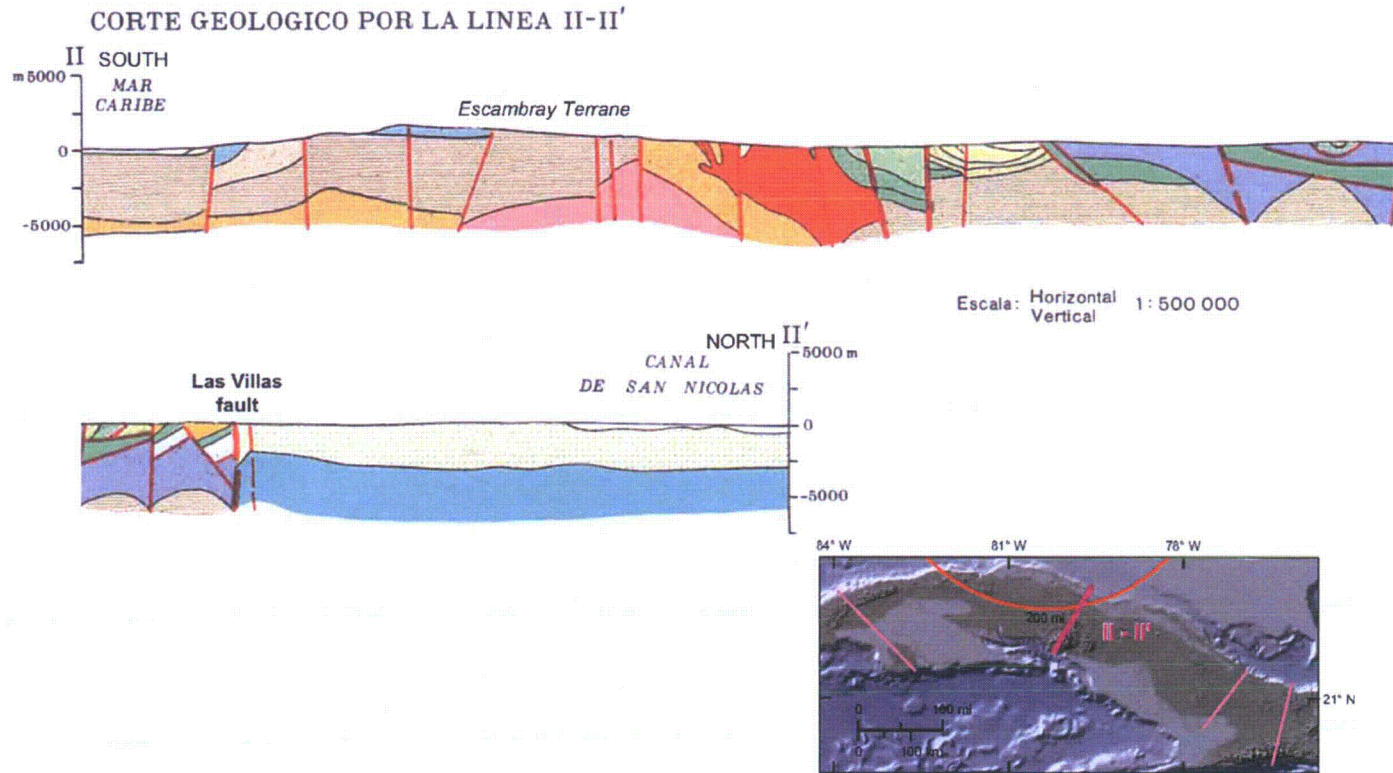 CORTE GEOLOGICO POR LA LINEA II-II'
II SOUTH
m 5000
MAR
CARIBE
Escambray Terrane
0
-5000
Escala: Horizontal
Vertical
1:500 000
NORTH II'
5000 m
CANAL
DE SAN NICOLAS
Las Villas
fault
0
-5000
84° W
81° W
78° W
200 mi
II - II'
21° N
0
100 mi
0
100 km